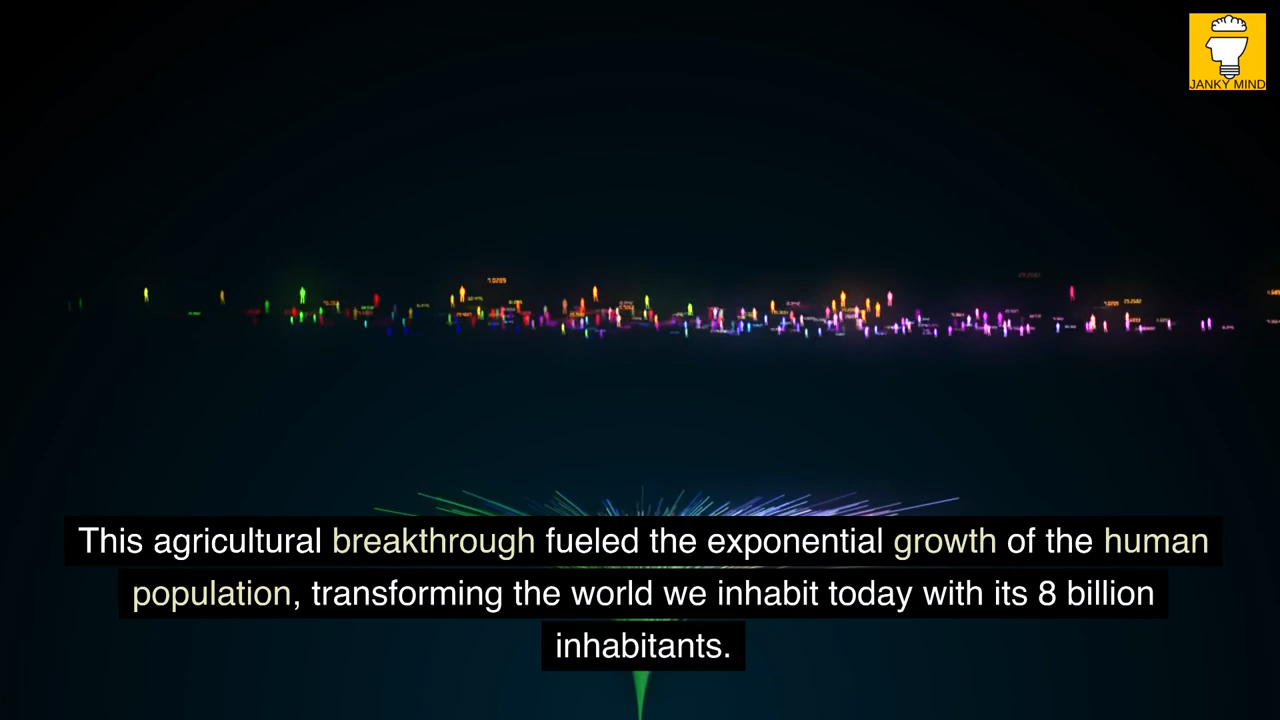 JANKY MIND
This agricultural breakthrough fueled the exponential growth of the human
population, transforming the world we inhabit today with its 8 billion
inhabitants.